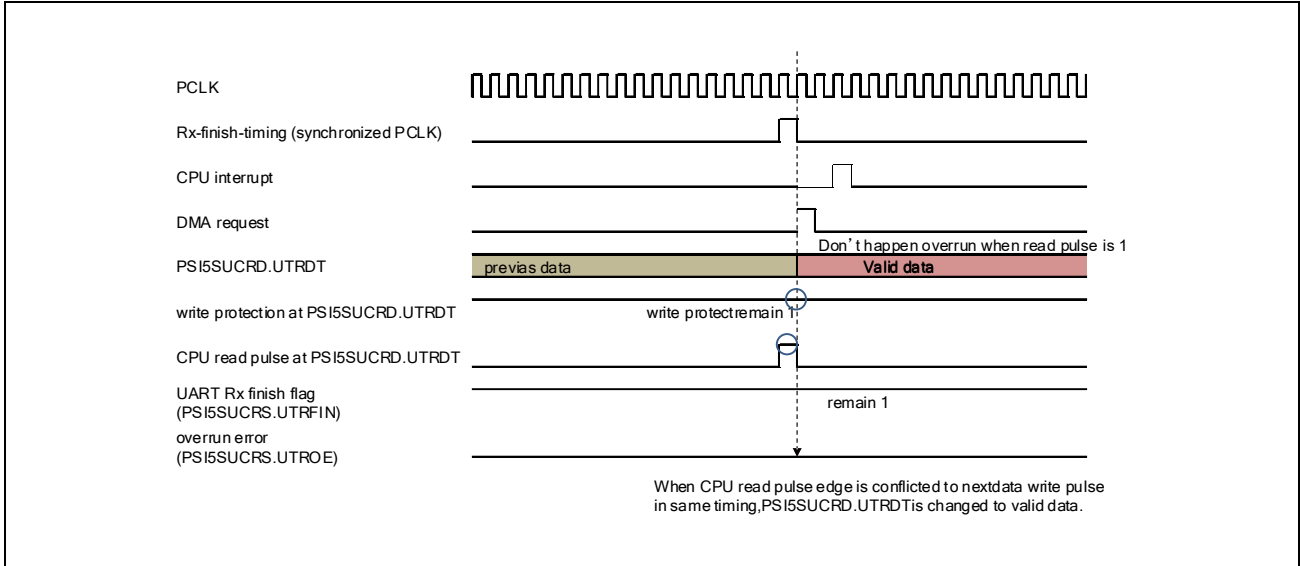 PCLK
Rx-finish-timing (synchronized PCLK)
CPU interrupt
DMA request
Don't happen overrun when read pulse is 1
PSI5SUCRD.UTRDT
previas data
Valid data
write protection at PSI5SUCRD.UTRDT
write protectremain 1
CPU read pulse at PSI5SUCRD.UTRDT
UART Rx finish flag
(PSI5SUCRS.UTRFIN)
remain 1
overrun error
(PSI5SUCRS.UTROE)
When CPU read pulse edge is conflicted to nextdata write pulse
in same timing,PSI5SUCRD.UTRDTis changed to valid data.